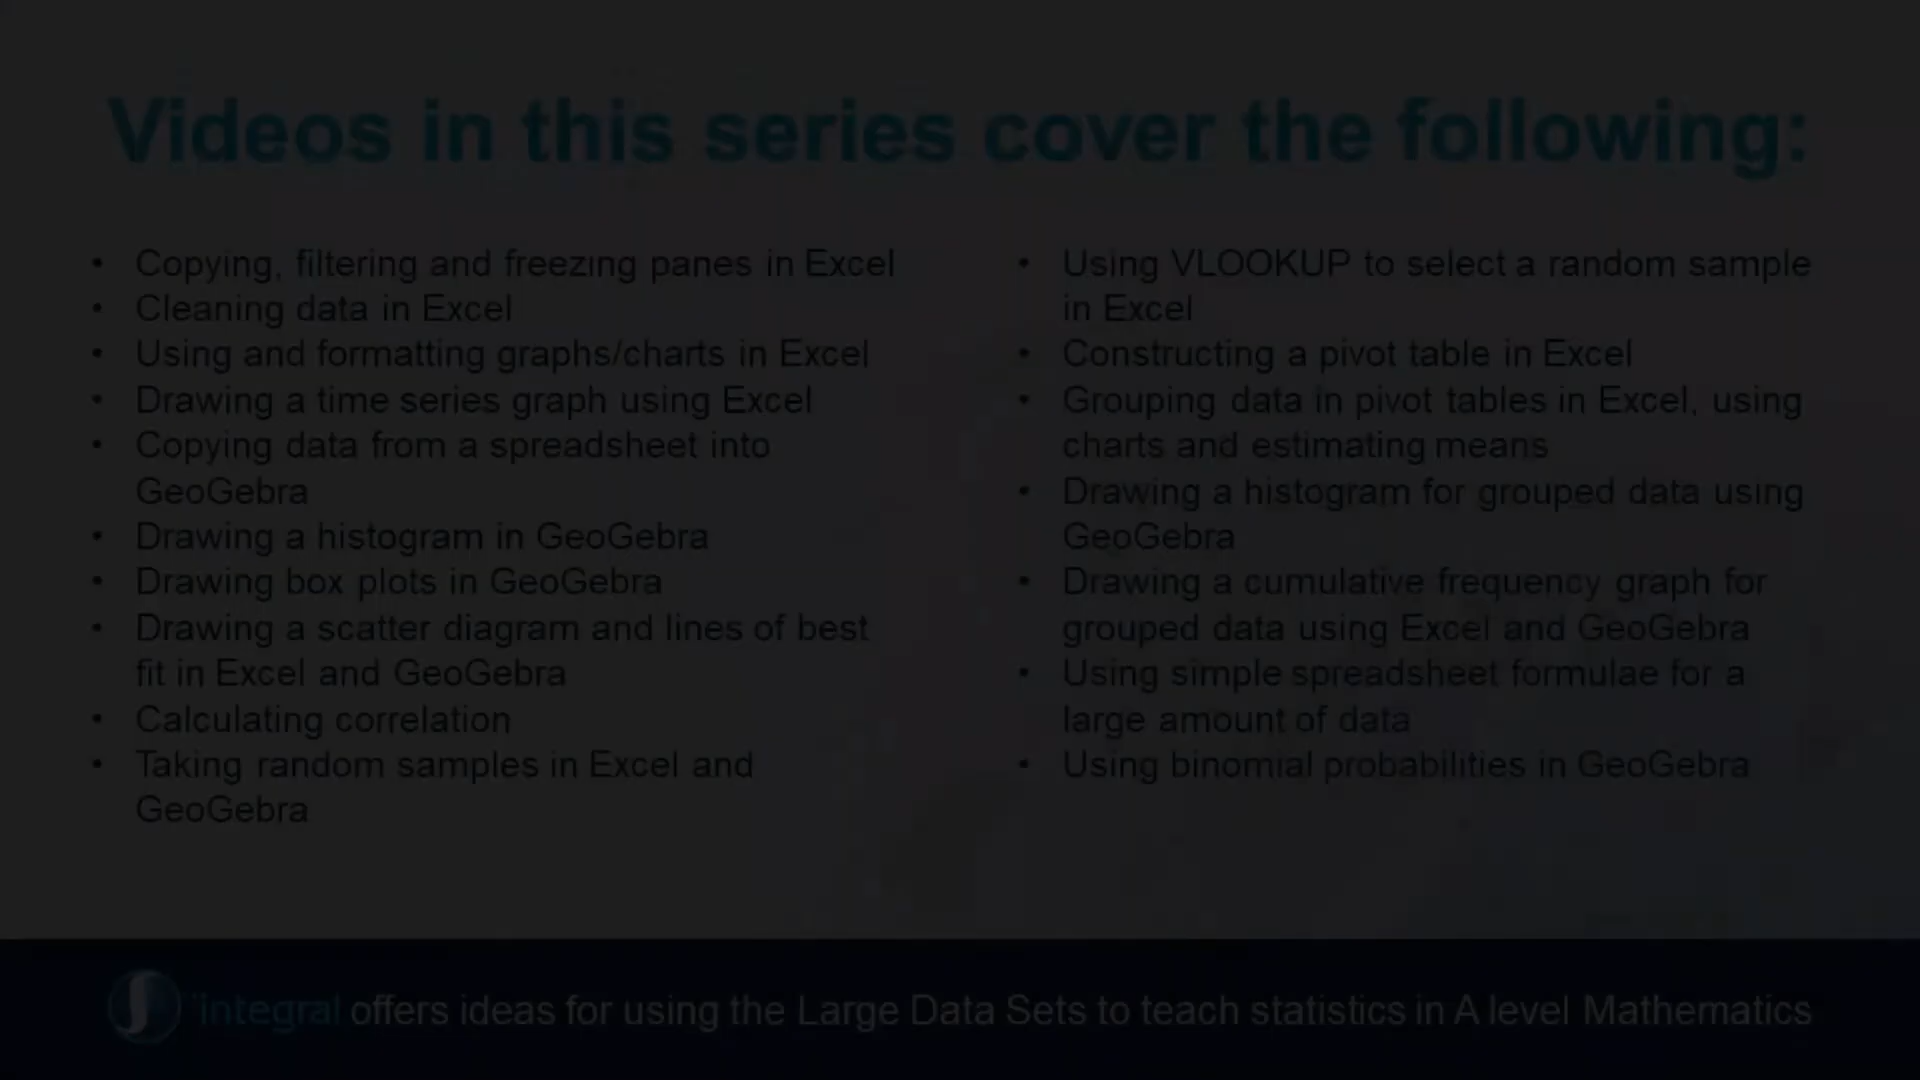 Videos in this series cover the following:
• Copying, filtering and freezing panes in Excel
• Cleaning data in Excel
• Using and formatting graphs/charts in Excel
• Drawing a time series graph using Excel
• Copying data from a spreadsheet into
GeoGebra
• Drawing a histogram in GeoGebra
• Drawing box plots in GeoGebra
• Drawing a scatter diagram and lines of best
fit in Excel and GeoGebra
• Calculating correlation
• Taking random samples in Excel and
GeoGebra
• Using VLOOKUP to select a random sample
in Excel
• Constructing a pivot table in Excel
• Grouping data in pivot tables in Excel, using
charts and estimating means
• Drawing a histogram for grouped data using
GeoGebra
• Drawing a cumulative frequency graph for
grouped data using Excel and GeoGebra
• Using simple spreadsheet formulae for a
large amount of data
• Using binomial probabilities in GeoGebra
integral offers ideas for using the Large Data Sets to teach statistics in A level Mathematics